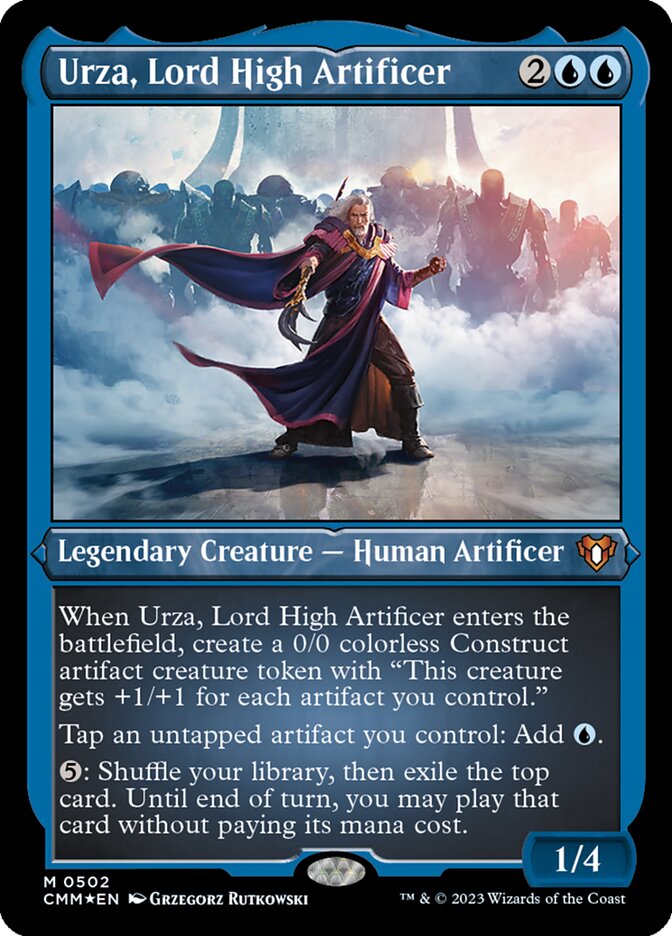 Urza, Lord High Artificer 2
Legendary Creature — Human Artificer
When Urza, Lord High Artificer enters the
battlefield, create a 0/0 colorless Construct
artifact creature token with “This creature
gets +1/+1 for each artifact you control.”
Tap an untapped artifact you control: Add .
5: Shuffle your library, then exile the top
card. Until end of turn, you may play that
card without paying its mana cost.
1/4
M 0502
CMM★EN Grzegorz Rutkowski
™ & © 2023 Wizards of the Coast